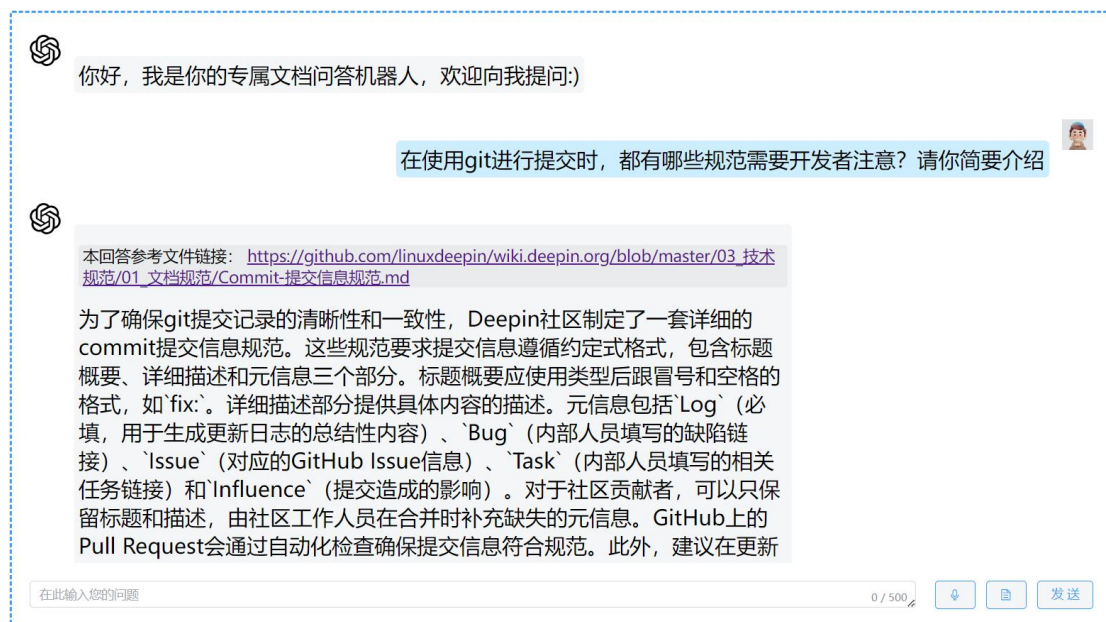 你好，我是你的专属文档问答机器人，欢迎向我提问:)
在使用git进行提交时，都有哪些规范需要开发者注意？请你简要介绍
本回答参考文件链接： https://github.com/linuxdeepin/wiki.deepin.org/blob/master/03_技术
规范/01_文档规范/Commit-提交信息规范.md
为了确保git提交记录的清晰性和一致性，Deepin社区制定了一套详细的
commit提交信息规范。这些规范要求提交信息遵循约定式格式，包含标题
概要、详细描述和元信息三个部分。标题概要应使用类型后跟冒号和空格的
格式，如`fix:`。详细描述部分提供具体内容的描述。元信息包括`Log`（必
填，用于生成更新日志的总结性内容）、`Bug`（内部人员填写的缺陷链
接）、`Issue`（对应的GitHub Issue信息）、`Task`（内部人员填写的相关
任务链接）和`Influence`（提交造成的影响）。对于社区贡献者，可以只保
留标题和描述，由社区工作人员在合并时补充缺失的元信息。GitHub上的
Pull Request会通过自动化检查确保提交信息符合规范。此外，建议在更新
在此输入您的问题
0 / 500
发送